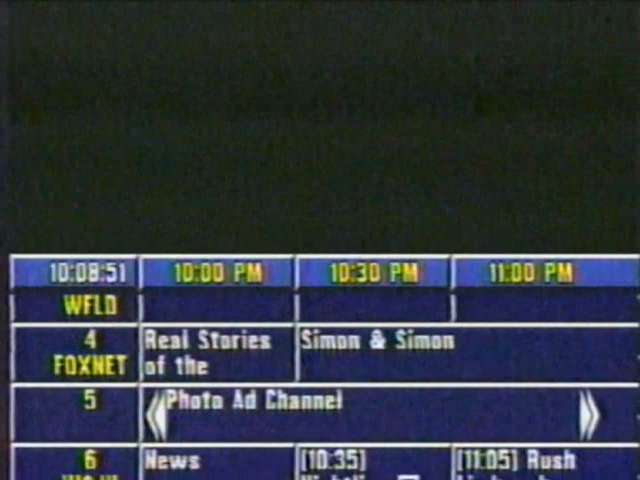 10:08:51 10:00 PM 10:30 PM 11:00 PM
WFLD
4 Real Stories Simon & Simon
FOXNET of the
5 Photo Ad Channel
6 News [10:35] [11:05] Rush